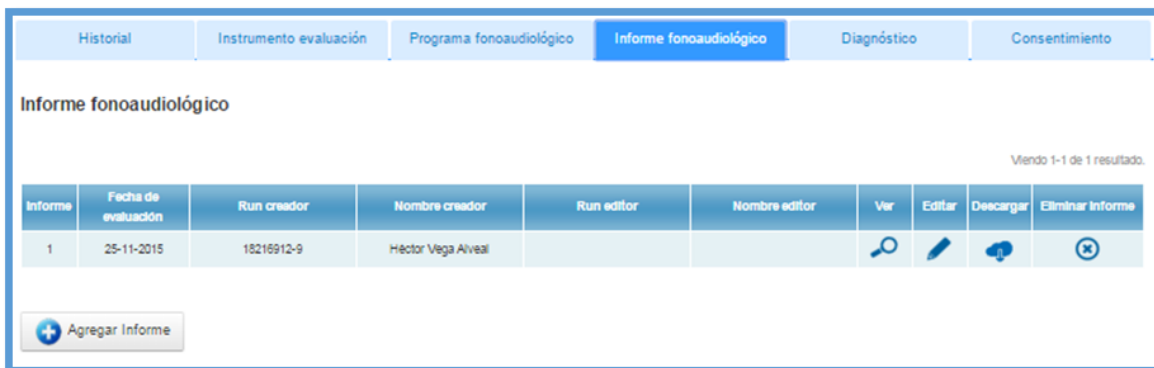 Historial Instrumento evaluación Programa fonoaudiológico Informe fonoaudiológico Diagnóstico Consentimiento
Informe fonoaudiológico
Viendo 1-1 de 1 resultado.
Informe Fecha de evaluación Run creador Nombre creador Run editor Nombre editor Ver Editar Descargar Eliminar Informe
1 25-11-2015 18216912-9 Héctor Vega Alveal
Agregar Informe